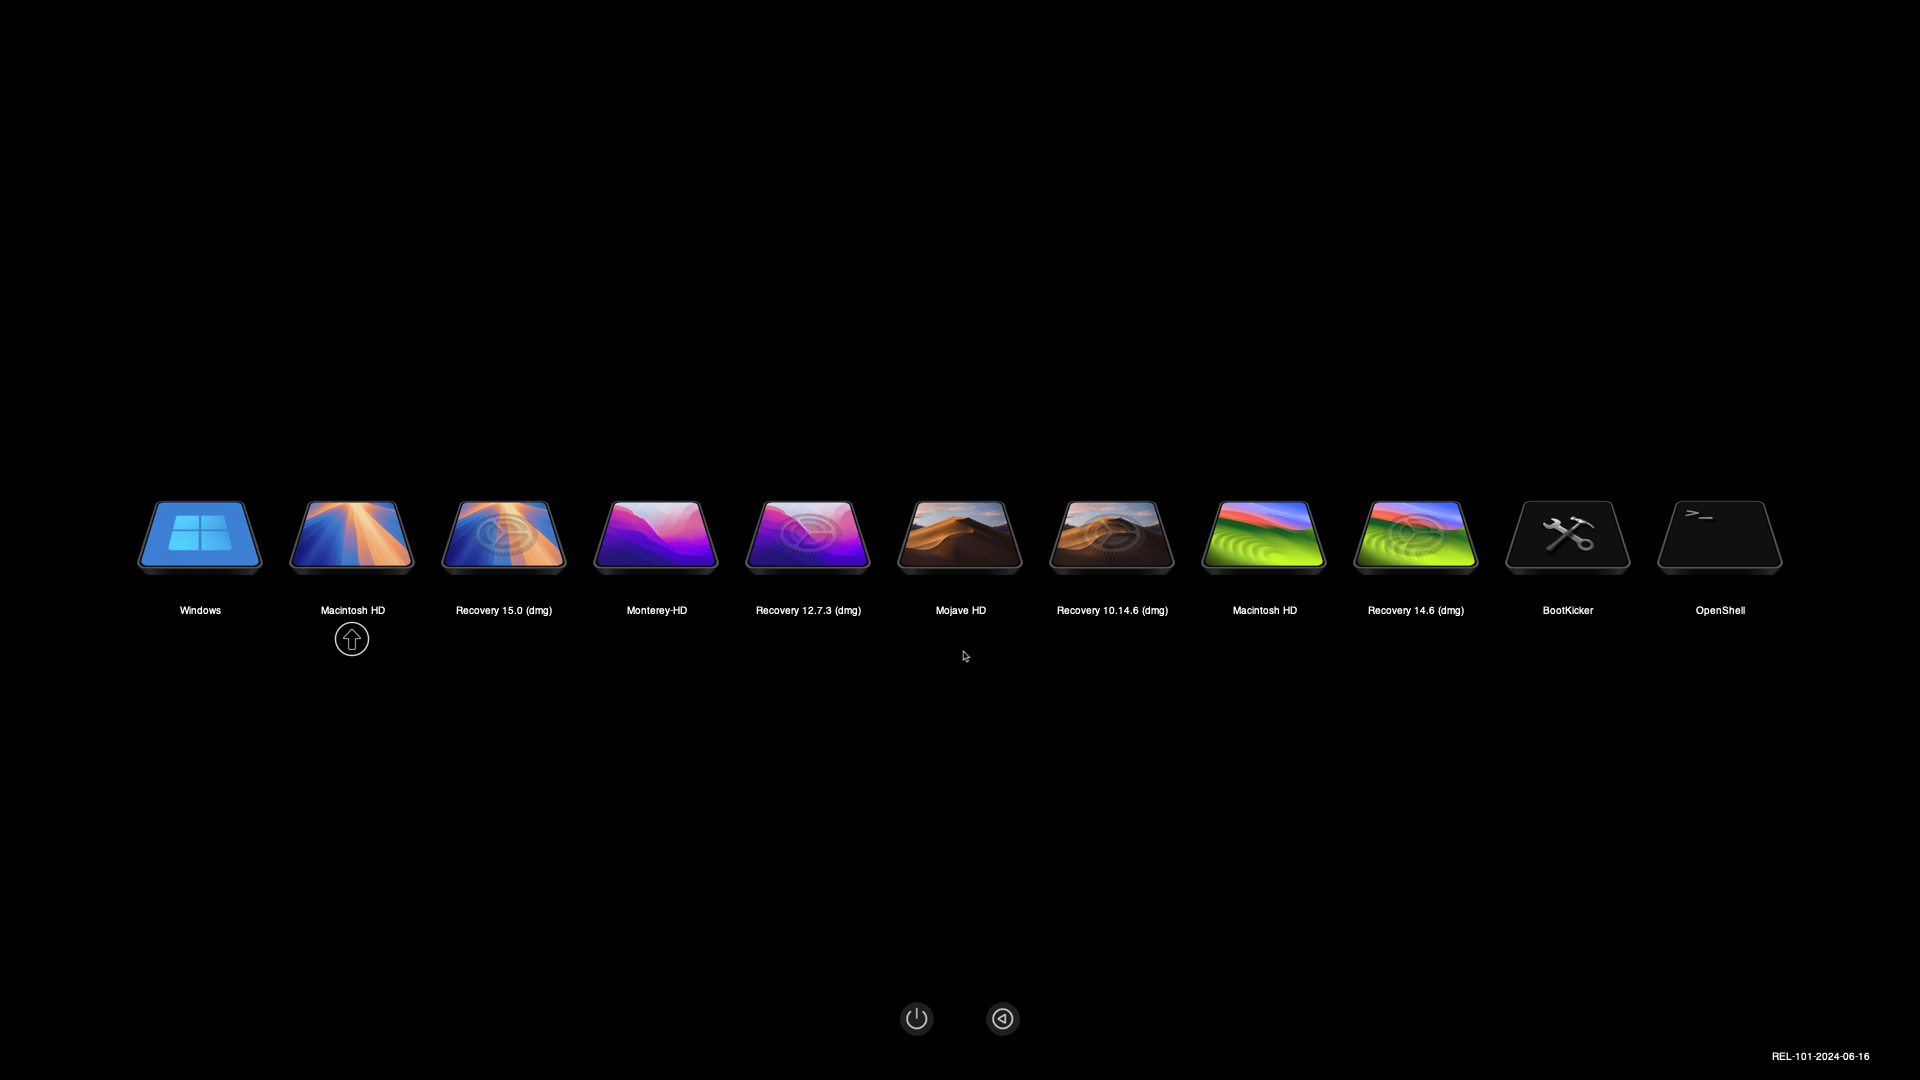 Windows
Macintosh HD
Recovery 15.0 (dmg)
Monterey-HD
Recovery 12.7.3 (dmg)
Mojave HD
Recovery 10.14.6 (dmg)
Macintosh HD
Recovery 14.6 (dmg)
BootKicker
OpenShell
REL-101-2024-06-16